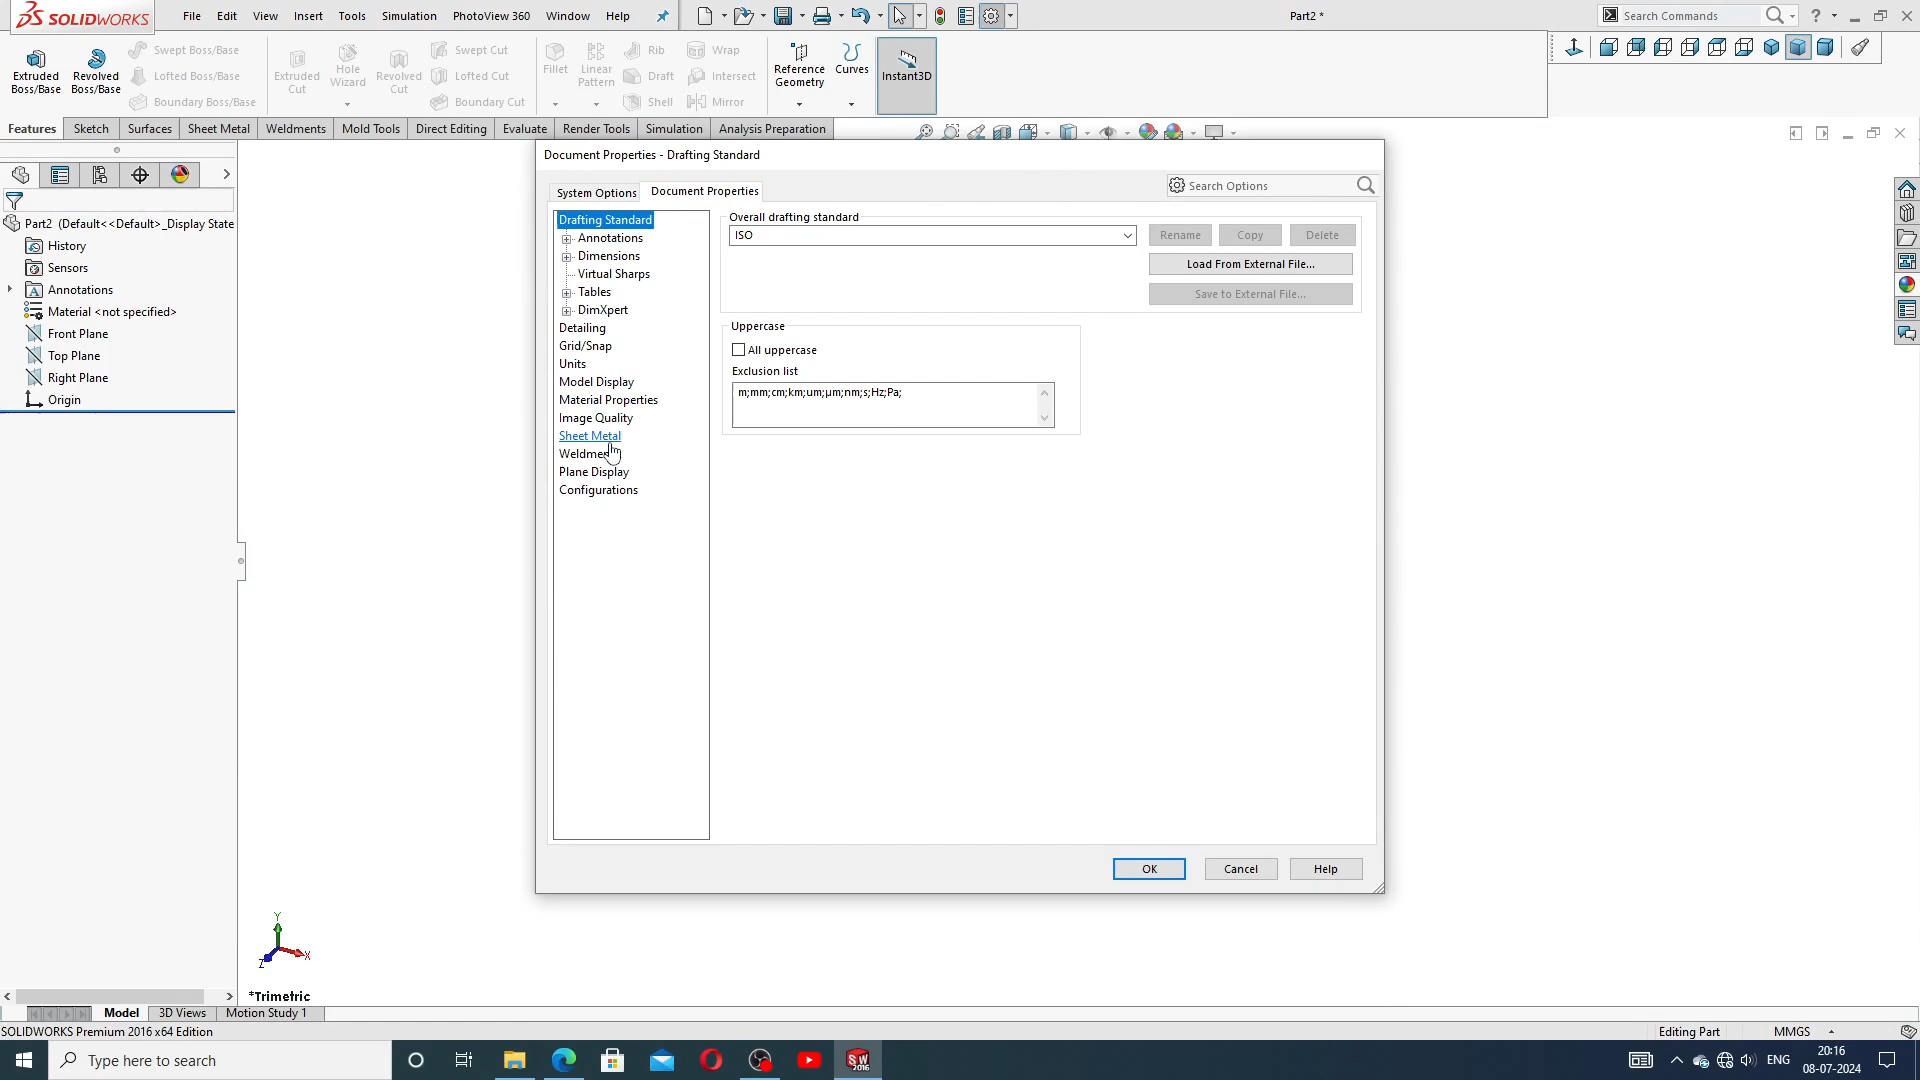 SOLIDWORKS File Edit View Insert Tools Simulation PhotoView 360 Window Help Part2 * Search Commands
Extruded Boss/Base
Revolved Boss/Base
Swept Boss/Base
Lofted Boss/Base
Boundary Boss/Base
Extruded Cut
Hole Wizard
Revolved Cut
Swept Cut
Lofted Cut
Boundary Cut
Fillet
Linear Pattern
Rib
Draft
Shell
Wrap
Intersect
Mirror
Reference Geometry
Curves
Instant3D
Features Sketch Surfaces Sheet Metal Weldments Mold Tools Direct Editing Evaluate Render Tools Simulation Analysis Preparation
Part2 (Default<<Default>_Display State
History
Sensors
Annotations
Material <not specified>
Front Plane
Top Plane
Right Plane
Origin
Document Properties - Drafting Standard
System Options Document Properties
Search Options
Drafting Standard
Annotations
Dimensions
Virtual Sharps
Tables
DimXpert
Detailing
Grid/Snap
Units
Model Display
Material Properties
Image Quality
Sheet Metal
Plane Display
Configurations
Overall drafting standard
ISO
Rename Copy Delete
Load From External File...
Save to External File...
Uppercase
All uppercase
Exclusion list
m;mm;cm;km;um;µm;nm;s;Hz;Pa;
OK Cancel Help
Y
X
Z
*Trimetric
Model 3D Views Motion Study 1
SOLIDWORKS Premium 2016 x64 Edition Editing Part MMGS
Type here to search
SW
2016
ENG
20:16
08-07-2024